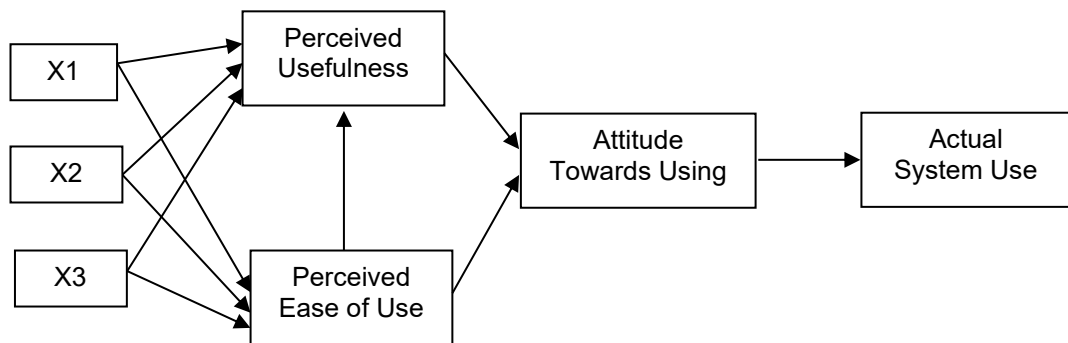 X1
X2
X3
Perceived
Usefulness
Perceived
Ease of Use
Attitude
Towards Using
Actual
System Use